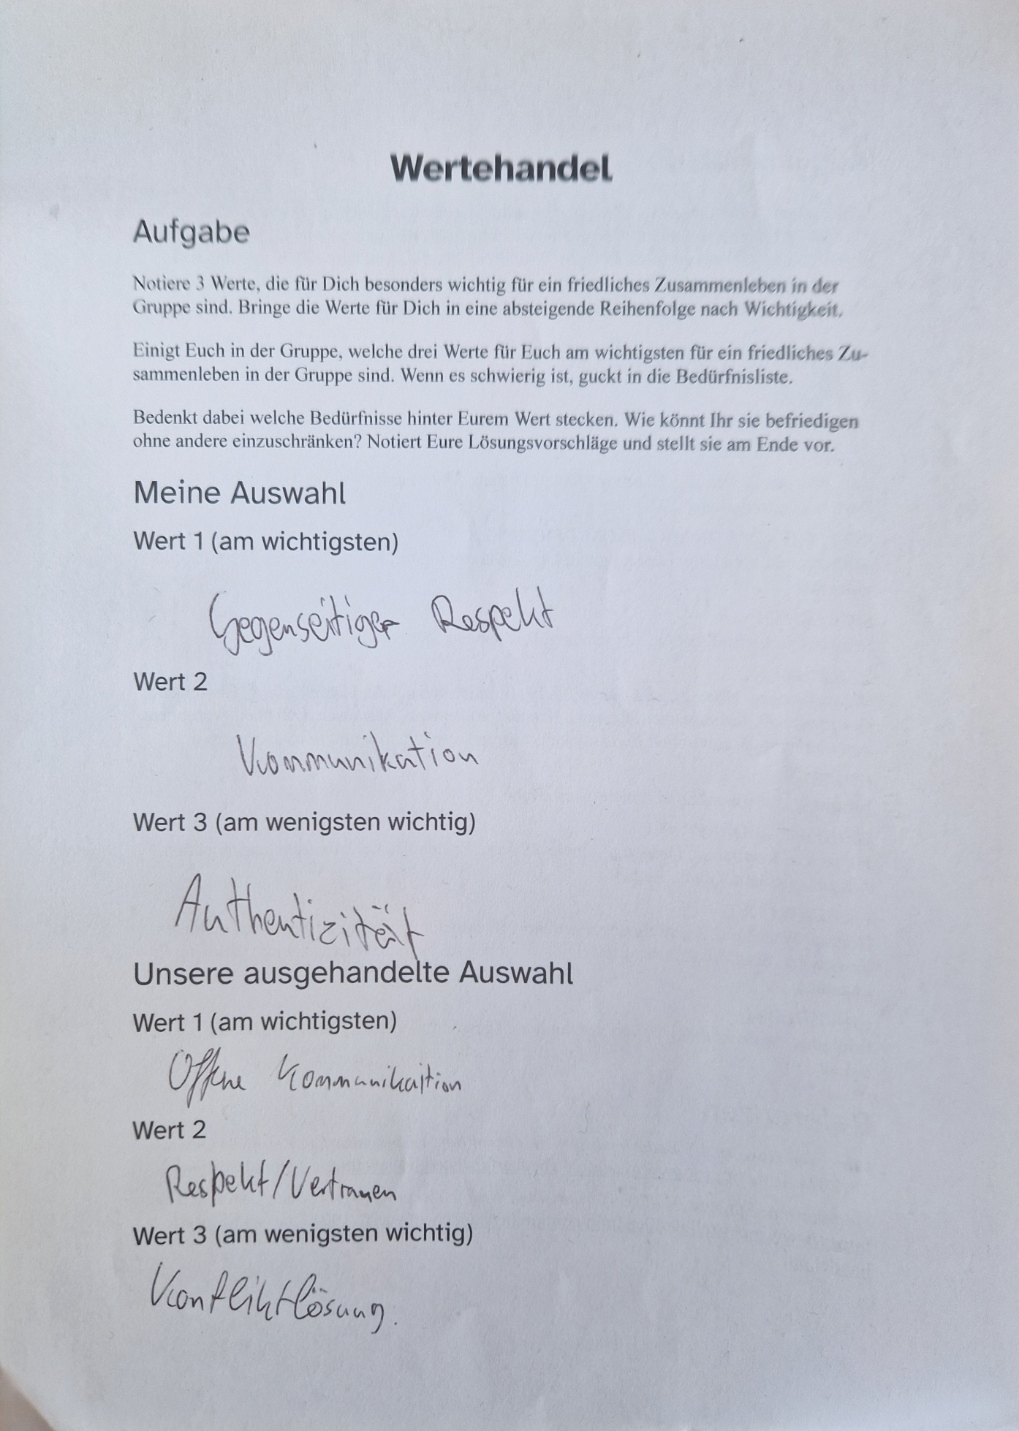 Wertehandel
Aufgabe
Notiere 3 Werte, die für Dich besonders wichtig für ein friedliches Zusammenleben in der
Gruppe sind. Bringe die Werte für Dich in eine absteigende Reihenfolge nach Wichtigkeit.
Einigt Euch in der Gruppe, welche drei Werte für Euch am wichtigsten für ein friedliches Zu-
sammenleben in der Gruppe sind. Wenn es schwierig ist, guckt in die Bedürfnisliste.
Bedenkt dabei welche Bedürfnisse hinter Eurem Wert stecken. Wie könnt Ihr sie befriedigen
ohne andere einzuschränken? Notiert Eure Lösungsvorschläge und stellt sie am Ende vor.
Meine Auswahl
Wert 1 (am wichtigsten)
Gegenseitiger Respekt
Wert 2
Kommunikation
Wert 3 (am wenigsten wichtig)
Authentizität
Unsere ausgehandelte Auswahl
Wert 1 (am wichtigsten)
Offene Kommunikation
Wert 2
Respekt/Vertrauen
Wert 3 (am wenigsten wichtig)
Konfliktlösung.